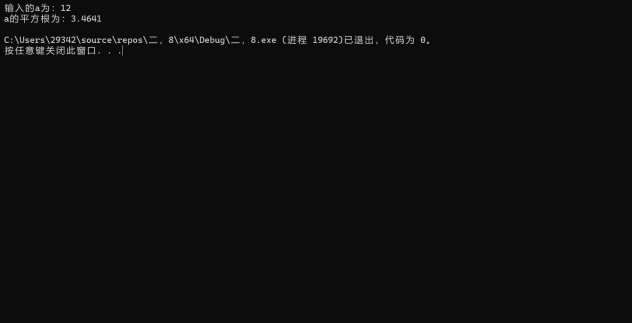 输入的a为：12
a的平方根为：3.4641
C:\Users\29342\source\repos\二，8\x64\Debug\二，8.exe (进程 19692)已退出，代码为 0。
按任意键关闭此窗口. . .